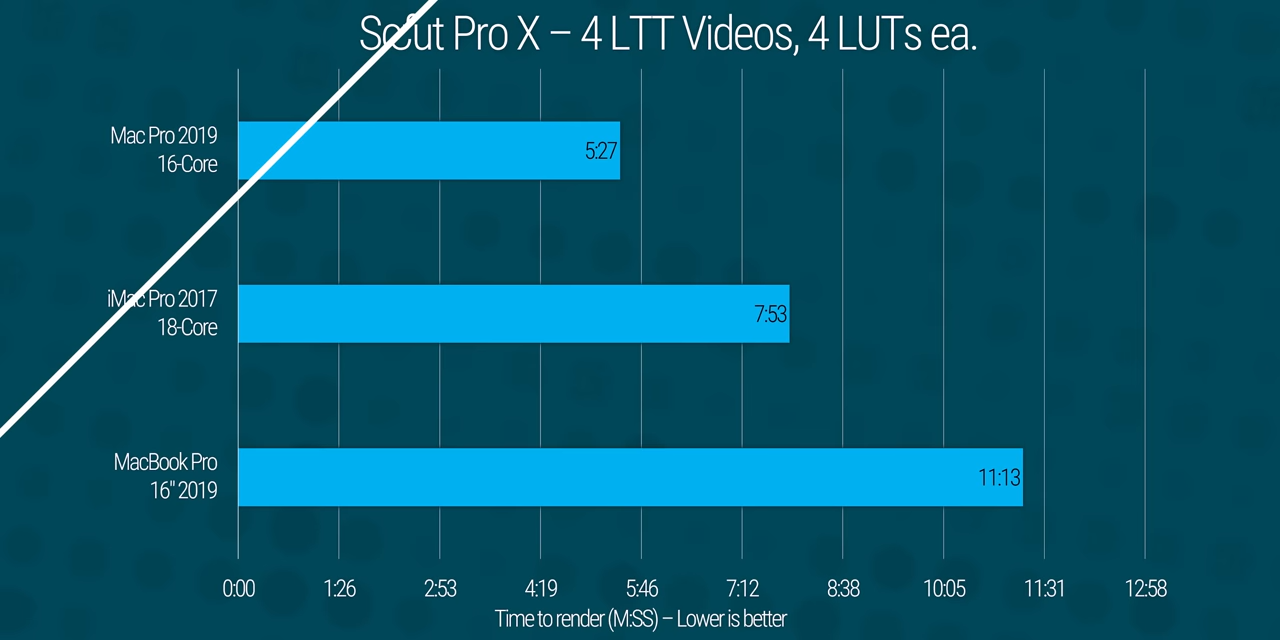 Pro X – 4 LTT Videos, 4 LUTs ea.
Mac Pro 2019
16-Core
5:27
iMac Pro 2017
18-Core
7:53
MacBook Pro
16" 2019
11:13
0:00 1:26 2:53 4:19 5:46 7:12 8:38 10:05 11:31 12:58
Time to render (M:SS) – Lower is better